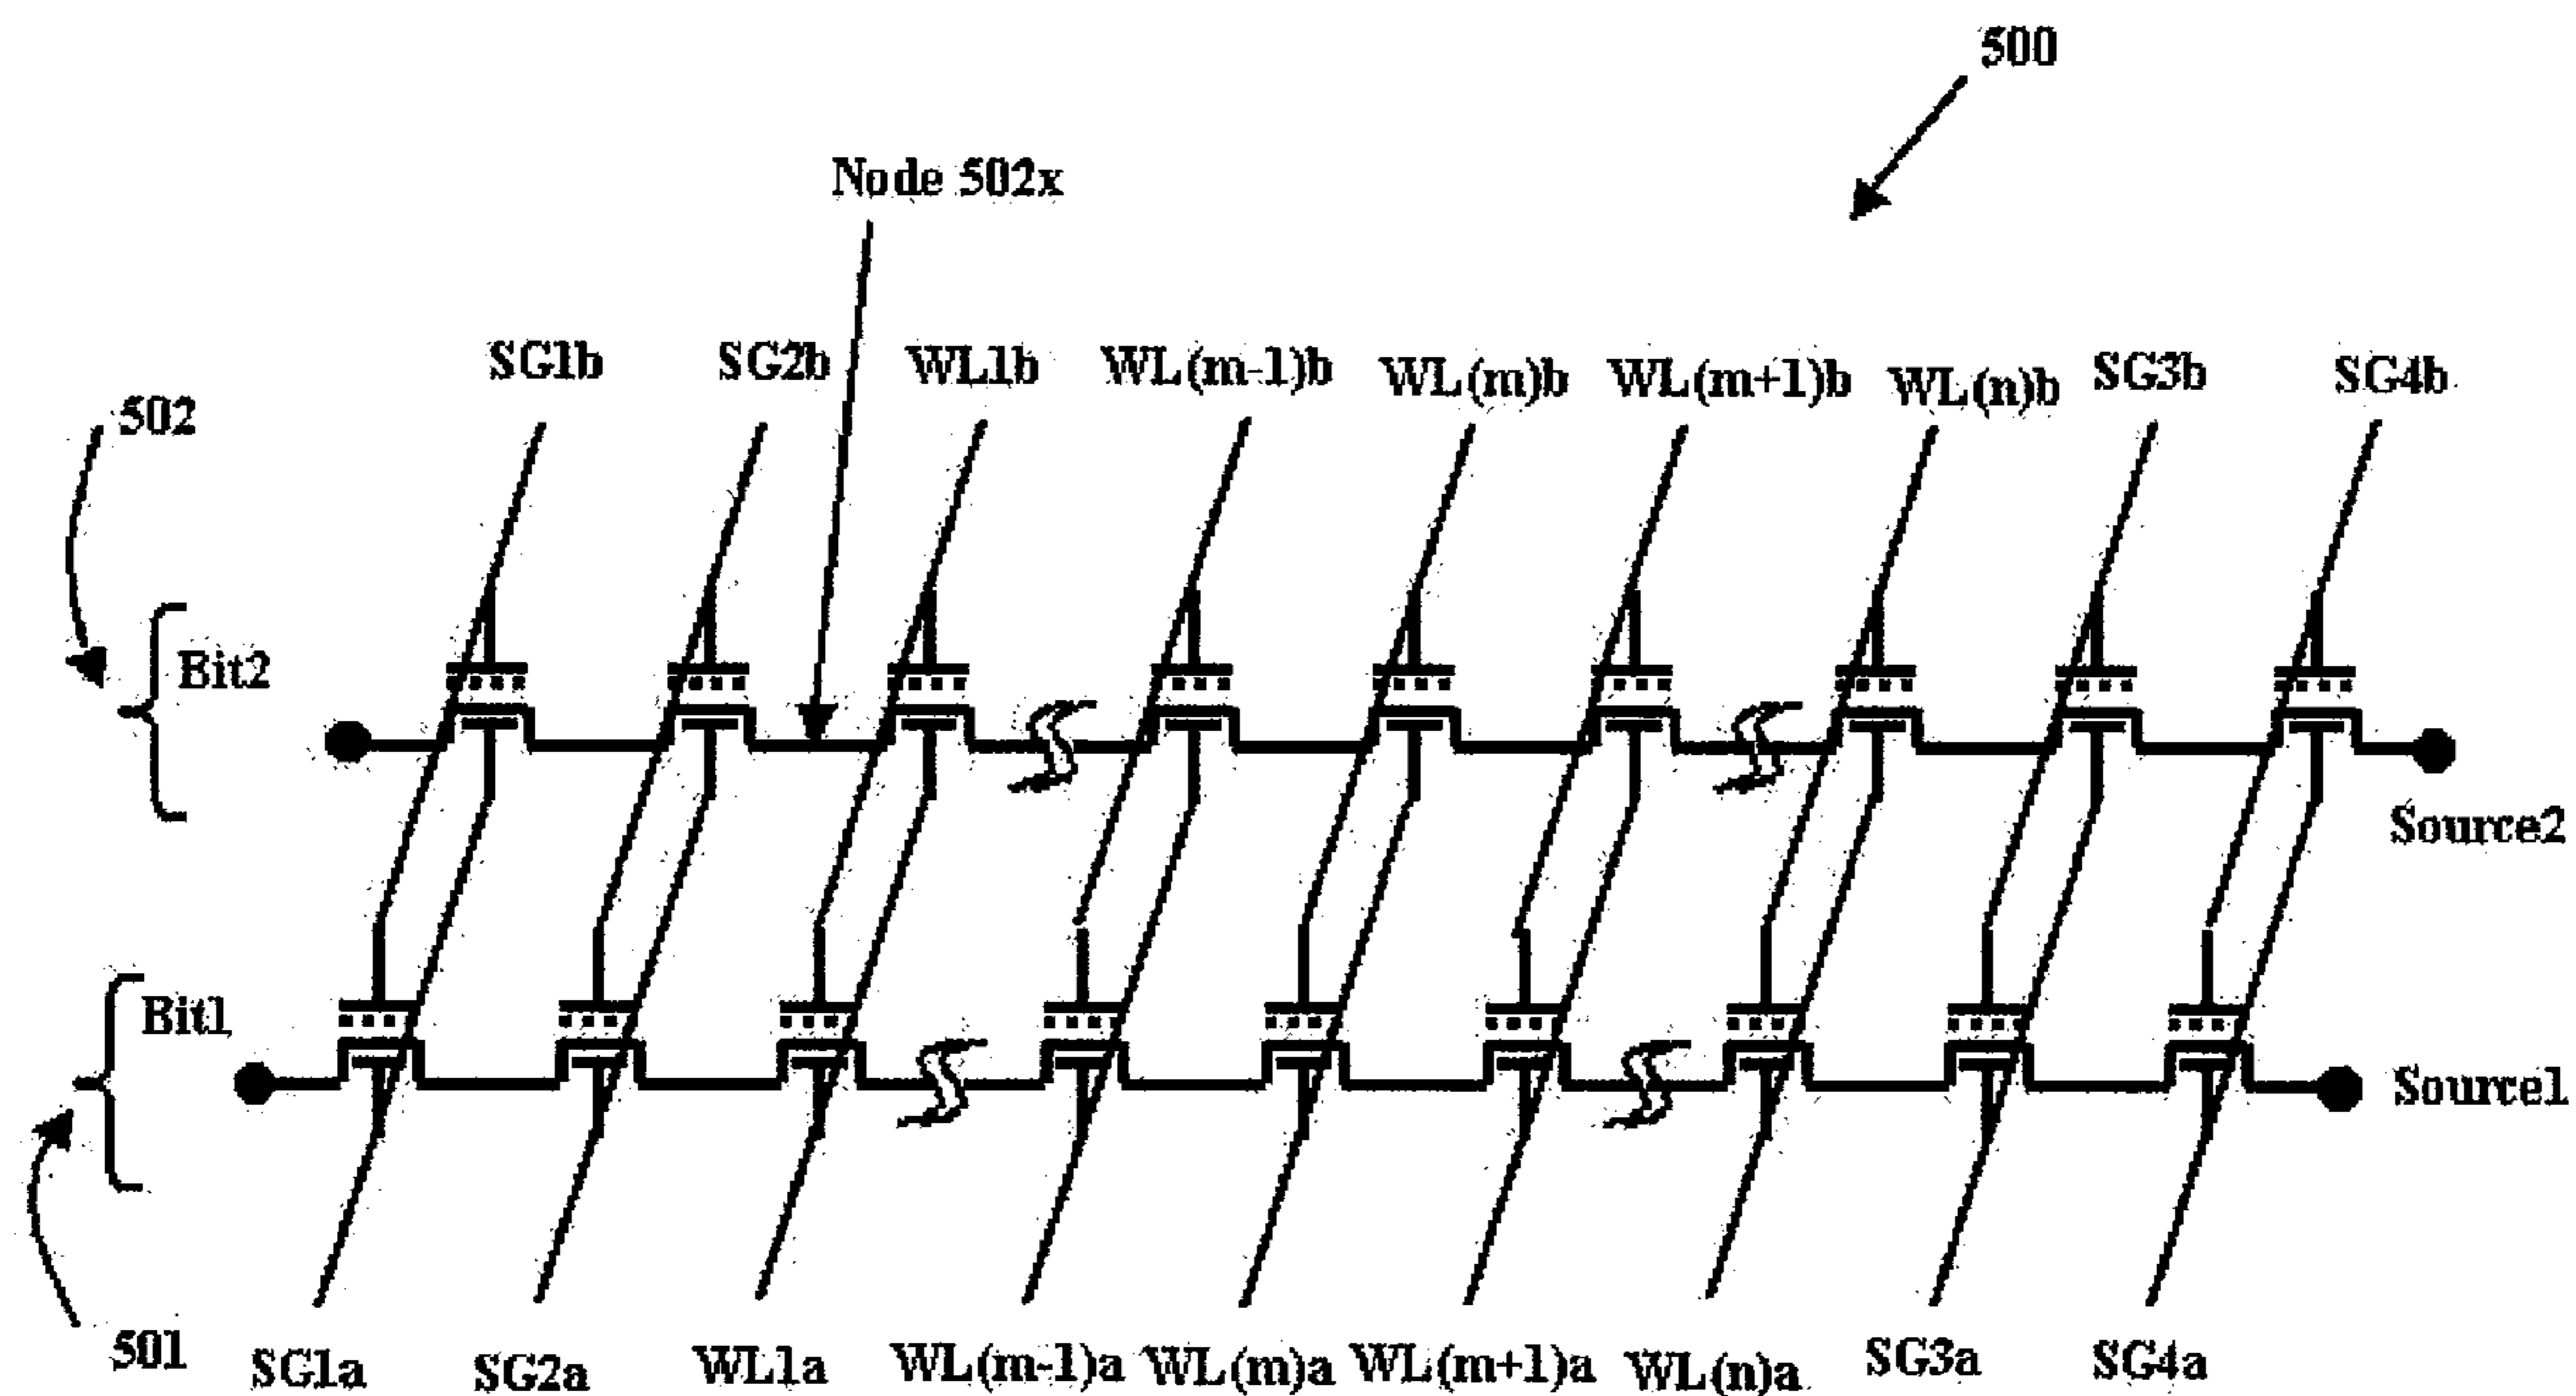 500
Node 502x
SG1b SG2b WL1b WL(m-1)b WL(m)b WL(m+1)b WL(n)b SG3b SG4b
502
Bit2
Source2
Bit1
Source1
501
SG1a SG2a WL1a WL(m-1)a WL(m)a WL(m+1)a WL(n)a SG3a SG4a